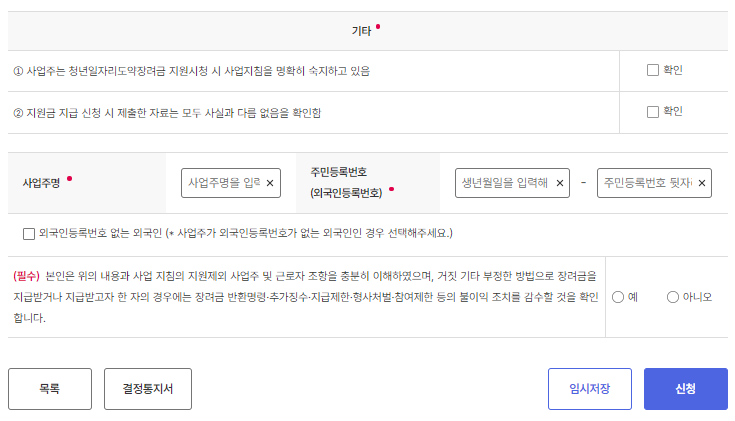 기타
① 사업주는 청년일자리도약장려금 지원시청 시 사업지침을 명확히 숙지하고 있음
확인
② 지원금 지급 신청 시 제출한 자료는 모두 사실과 다름 없음을 확인함
확인
사업주명
사업주명을 입력
주민등록번호
(외국인등록번호)
생년월일을 입력해
-
주민등록번호 뒷자
외국인등록번호 없는 외국인 (* 사업주가 외국인등록번호가 없는 외국인인 경우 선택해주세요.)
(필수) 본인은 위의 내용과 사업 지침의 지원제외 사업주 및 근로자 조항을 충분히 이해하였으며, 거짓 기타 부정한 방법으로 장려금을
지급받거나 지급받고자 한 자의 경우에는 장려금 반환명령·추가징수·지급제한·형사처벌·참여제한 등의 불이익 조치를 감수할 것을 확인
합니다.
예
아니오
목록
결정통지서
임시저장
신청